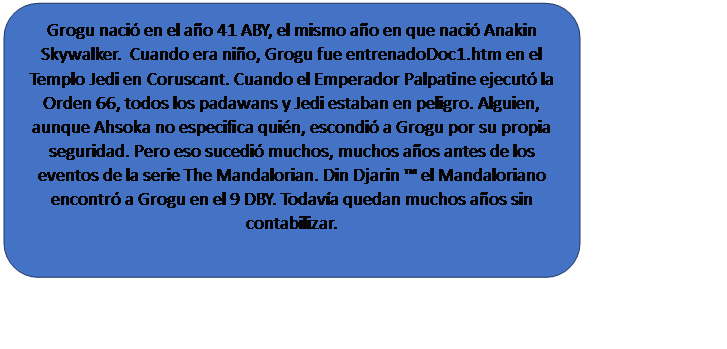 Grogu nació en el año 41 ABY, el mismo año en que nació Anakin
Skywalker.  Cuando era niño, Grogu fue entrenadoDoc1.htm en el
Templo Jedi en Coruscant. Cuando el Emperador Palpatine ejecutó la
Orden 66, todos los padawans y Jedi estaban en peligro. Alguien,
aunque Ahsoka no especifica quién, escondió a Grogu por su propia
seguridad. Pero eso sucedió muchos, muchos años antes de los
eventos de la serie The Mandalorian. Din Djarin ™ el Mandaloriano
encontró a Grogu en el 9 DBY. Todavía quedan muchos años sin
contabilizar.